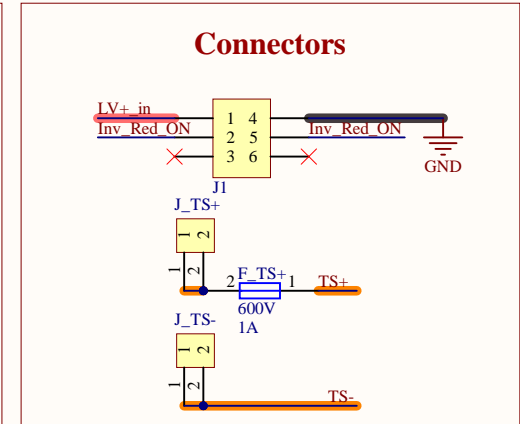 Connectors
LV+_in
1 4
Inv_Red_ON 2 5 Inv_Red_ON
3 6
GND
J1
J_TS+
1 2
1 2 2 F_TS+ 1 TS+
600V
1A
J_TS-
1 2
1 2
TS-